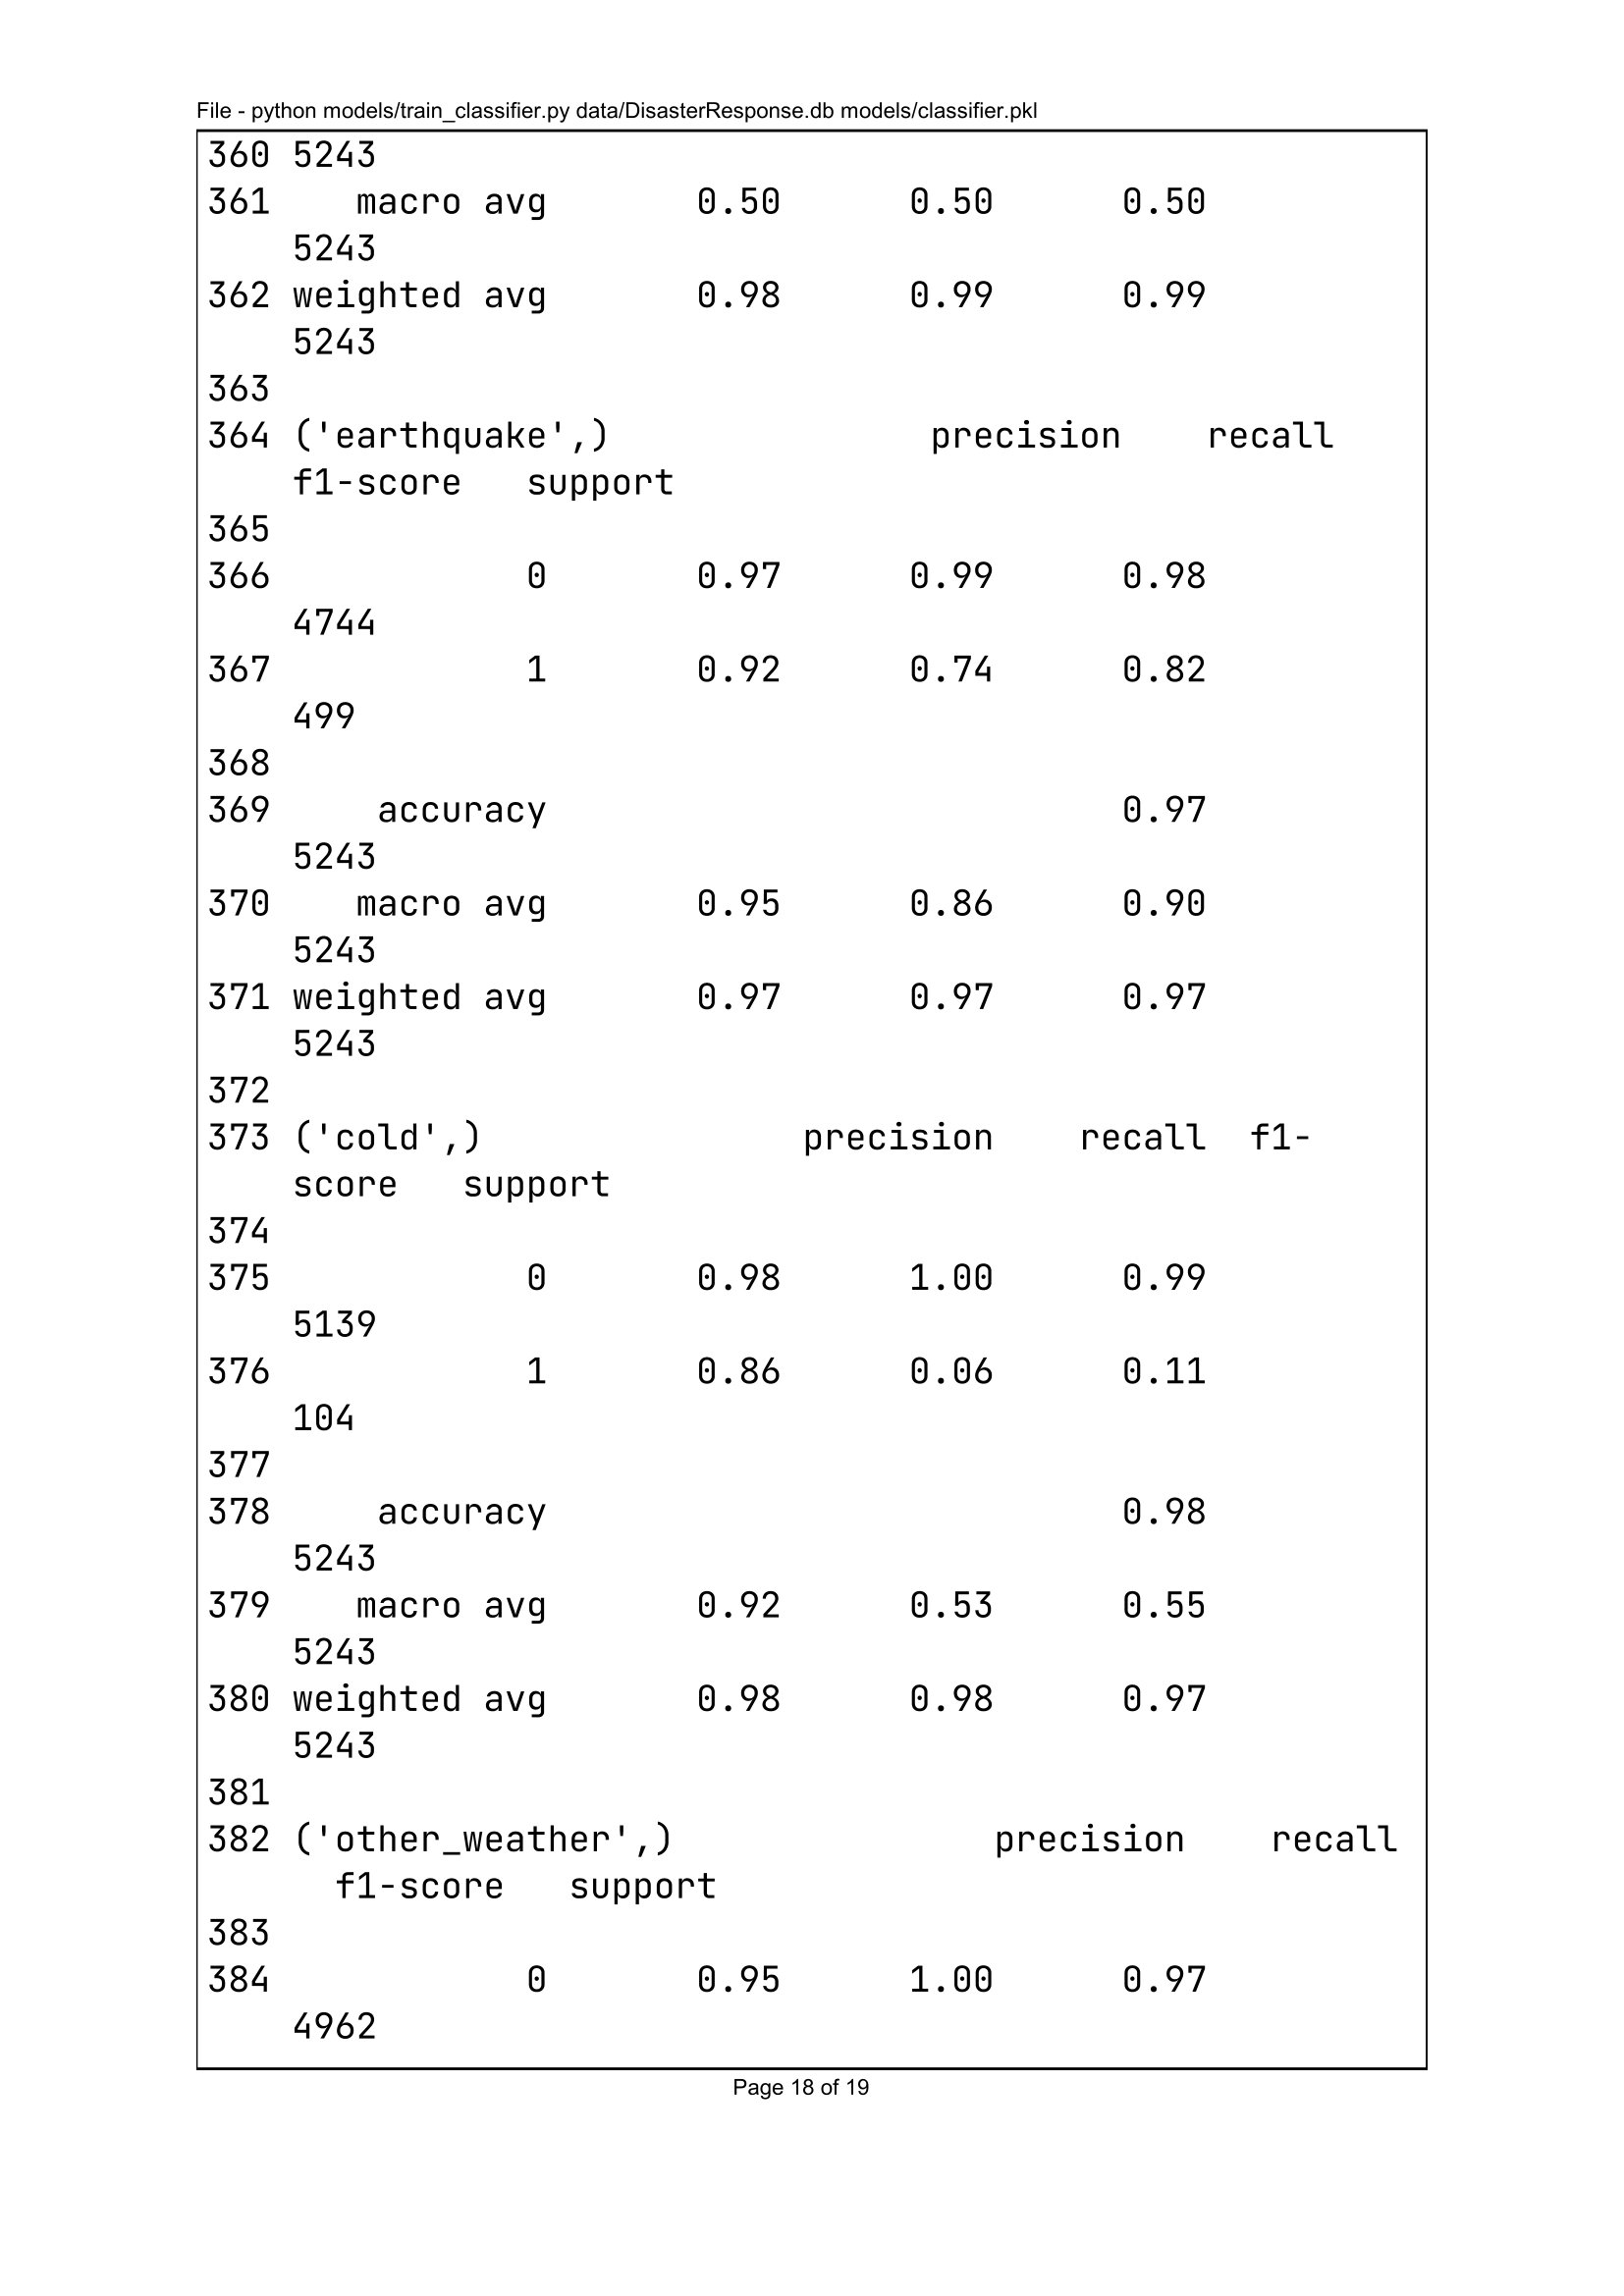 File - python models/train_classifier.py data/DisasterResponse.db models/classifier.pkl
360 5243
361    macro avg       0.50      0.50      0.50
    5243
362 weighted avg       0.98      0.99      0.99
    5243
363
364 ('earthquake',)               precision    recall
    f1-score   support
365
366           0       0.97      0.99      0.98
    4744
367           1       0.92      0.74      0.82
    499
368
369    accuracy                           0.97
    5243
370    macro avg       0.95      0.86      0.90
    5243
371 weighted avg       0.97      0.97      0.97
    5243
372
373 ('cold',)               precision    recall  f1-
    score   support
374
375           0       0.98      1.00      0.99
    5139
376           1       0.86      0.06      0.11
    104
377
378    accuracy                           0.98
    5243
379    macro avg       0.92      0.53      0.55
    5243
380 weighted avg       0.98      0.98      0.97
    5243
381
382 ('other_weather',)               precision    recall
      f1-score   support
383
384           0       0.95      1.00      0.97
    4962
Page 18 of 19